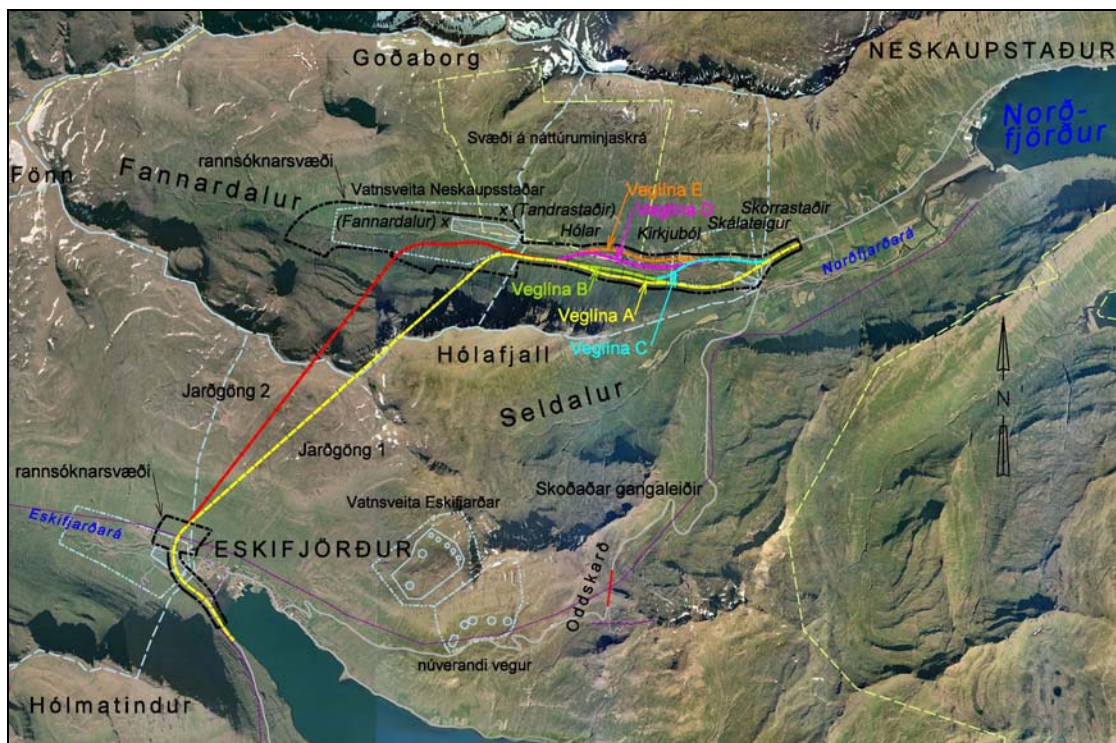 Goðaborg
NESKAUPSTAÐUR
Norð-
fjörður
Svæði á náttúruminjaskrá
rannsóknarsvæði
Fönn
Fannardalur
Vatnsveita Neskaupsstaðar
Veglína E
x (Tandrastaðir)
Veglína D
Skorrastaðir
(Fannardalur) x
Hólar
Kirkjuból
Skálateigur
Norðfjarðará
Veglína B
Veglína A
Veglína C
Hólafjall
Seldalur
Jarðgöng 2
N
Jarðgöng 1
rannsóknarsvæði
Skoðaðar gangaleiðir
Vatnsveita Eskifjarðar
Eskifjarðará
ESKIFJÖRÐUR
Oddskarð
núverandi vegur
Hólmatindur